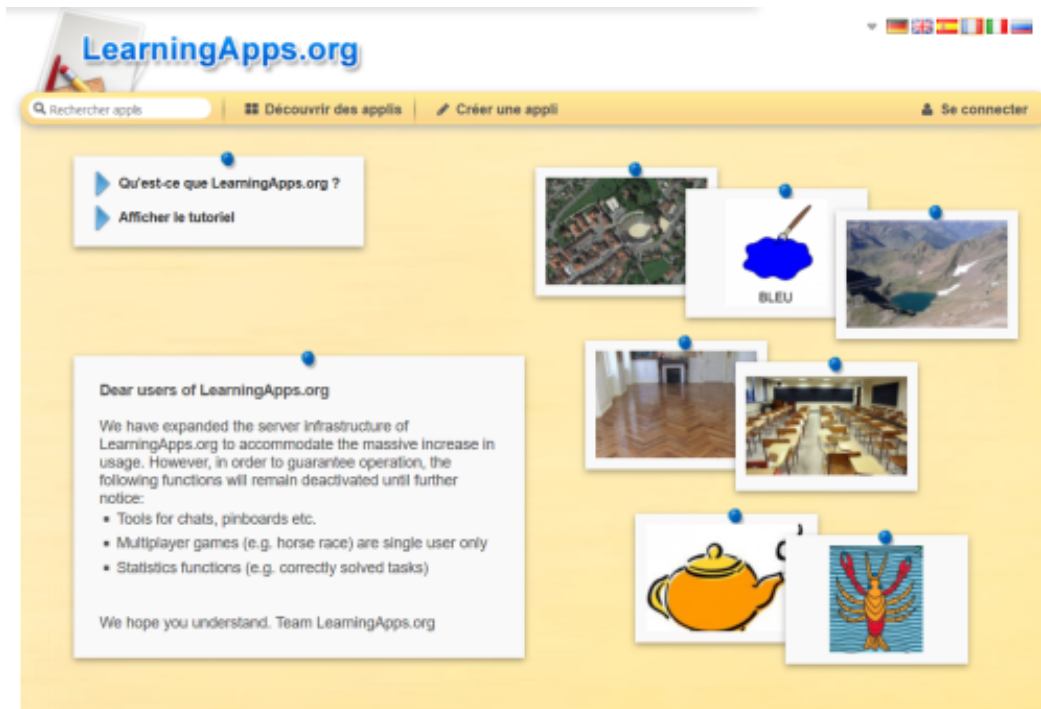 LearningApps.org
Rechercher applis
Découvrir des applis
Créer une appli
Se connecter
Qu'est-ce que LearningApps.org ?
Afficher le tutoriel
BLEU
Dear users of LearningApps.org
We have expanded the server infrastructure of
LearningApps.org to accommodate the massive increase in
usage. However, in order to guarantee operation, the
following functions will remain deactivated until further
notice:
▪ Tools for chats, pinboards etc.
▪ Multiplayer games (e.g. horse race) are single user only
▪ Statistics functions (e.g. correctly solved tasks)
We hope you understand. Team LearningApps.org